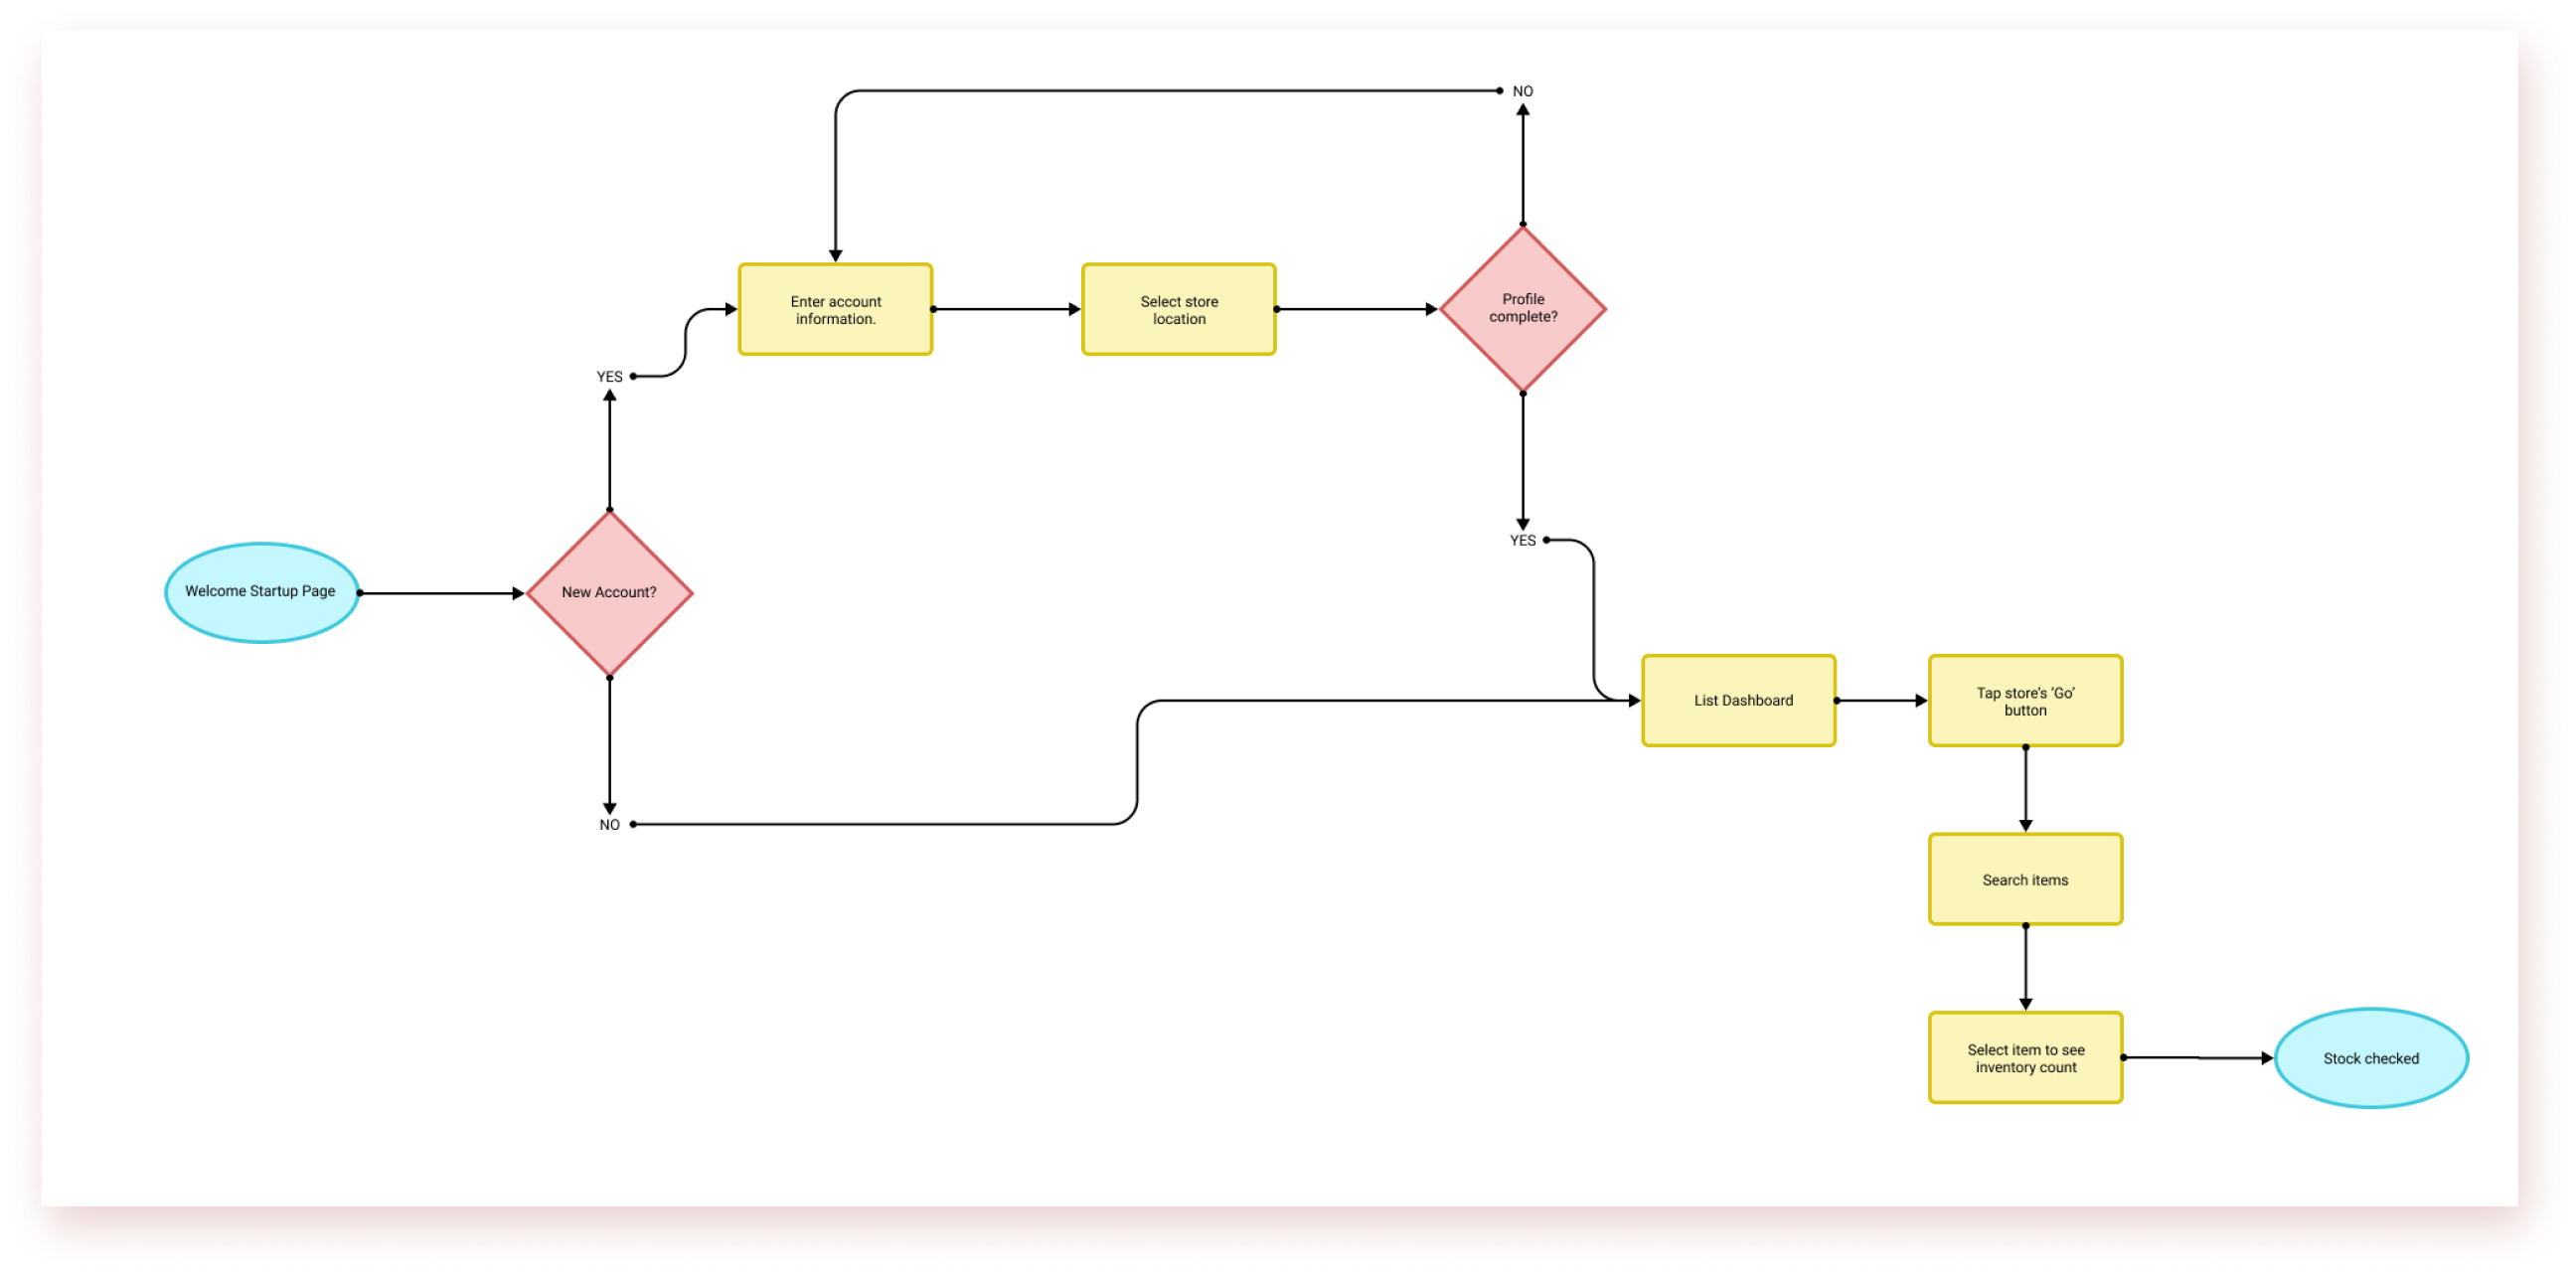 NO
Enter account
information.
Select store
location
Profile
complete?
YES
YES
Welcome Startup Page
New Account?
List Dashboard
Tap store’s ‘Go’
button
NO
Search items
Select item to see
inventory count
Stock checked